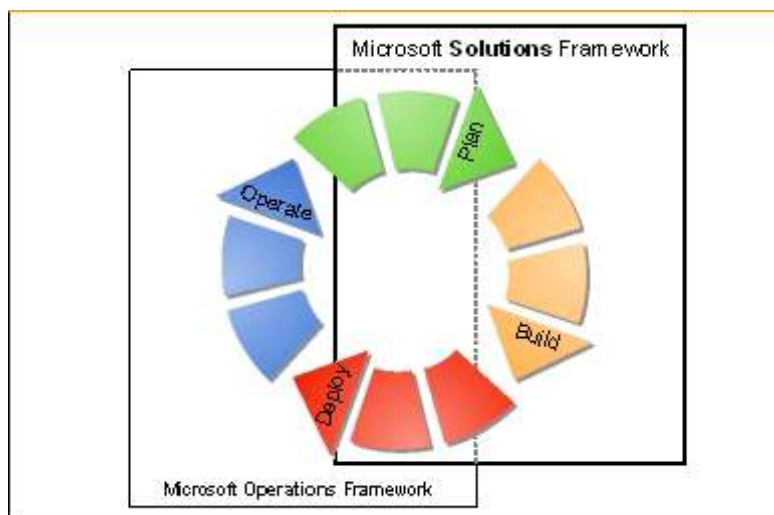 Microsoft Solutions Framework
Plan
Operate
Build
Deploy
Microsoft Operations Framework